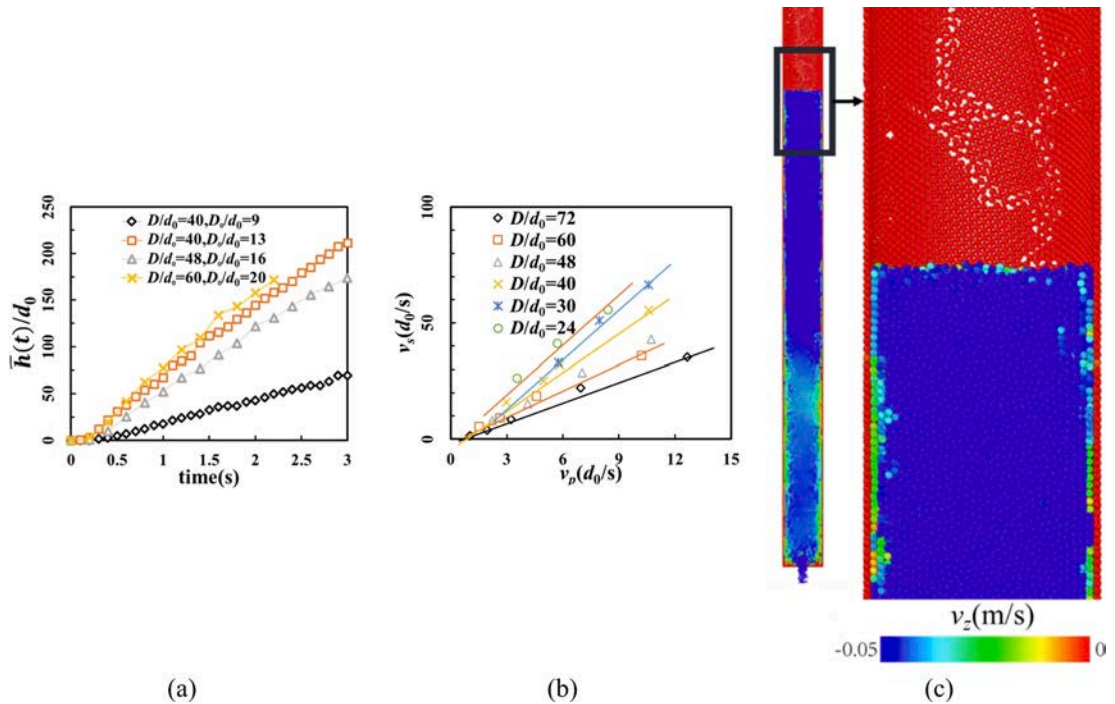 250
200
150
100
50
0
h̄(t)/d₀
D/d₀=40,Dₒ/d₀=9
D/d₀=40,Dₒ/d₀=13
D/d₀=48,Dₒ/d₀=16
D/d₀=60,Dₒ/d₀=20
0 0.5 1 1.5 2 2.5 3
time(s)
100
50
0
vₛ(d₀/s)
D/d₀=72
D/d₀=60
D/d₀=48
D/d₀=40
D/d₀=30
D/d₀=24
0 3 6 9 12 15
vₚ(d₀/s)
v_z(m/s)
-0.05 0
(a) (b) (c)